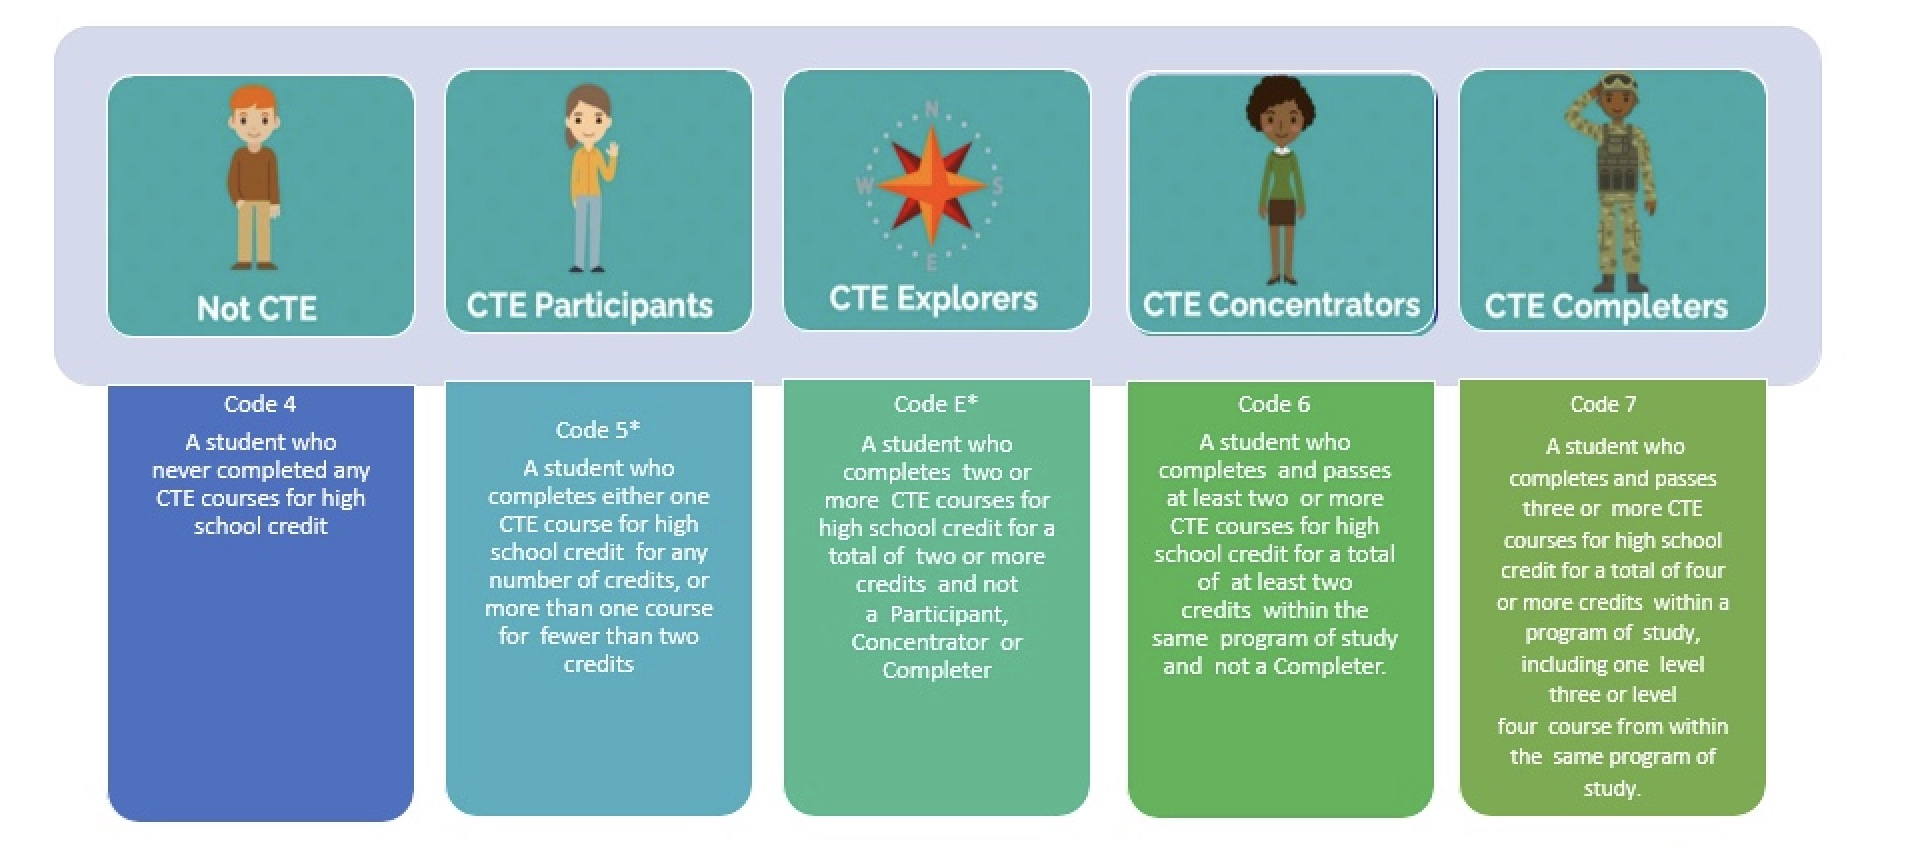 N
W
S
E
Not CTE
CTE Participants
CTE Explorers
CTE Concentrators
CTE Completers
Code 4
A student who
never completed any
CTE courses for high
school credit
Code 5*
A student who
completes either one
CTE course for high
school credit for any
number of credits, or
more than one course
for fewer than two
credits
Code E*
A student who
completes two or
more CTE courses for
high school credit for a
total of two or more
credits and not
a Participant,
Concentrator or
Completer
Code 6
A student who
completes and passes
at least two or more
CTE courses for high
school credit for a total
of at least two
credits within the
same program of study
and not a Completer.
Code 7
A student who
completes and passes
three or more CTE
courses for high school
credit for a total of four
or more credits within a
program of study,
including one level
three or level
four course from within
the same program of
study.